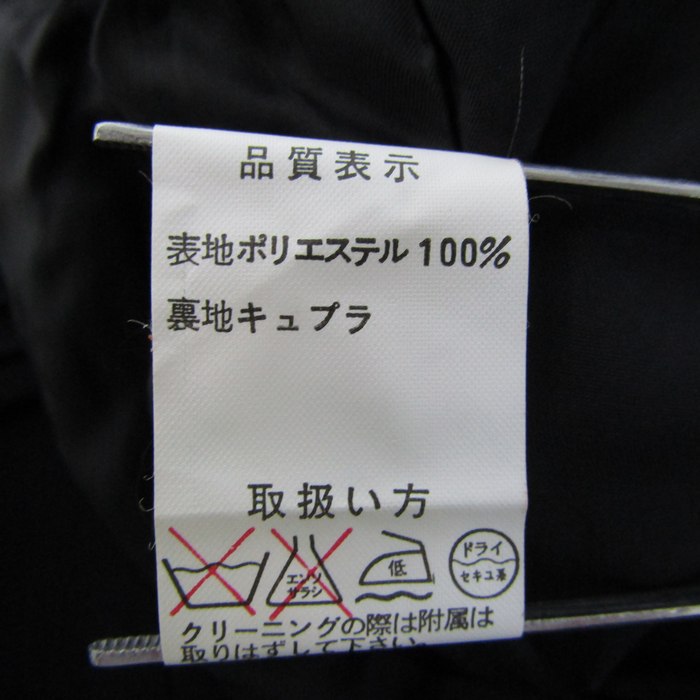 品質表示
表地ポリエステル100%
裏地キュプラ
取扱い方
エンソ
サラシ
低
ドライ
セキユ系
クリーニングの際は附属は
取りはずして下さい。